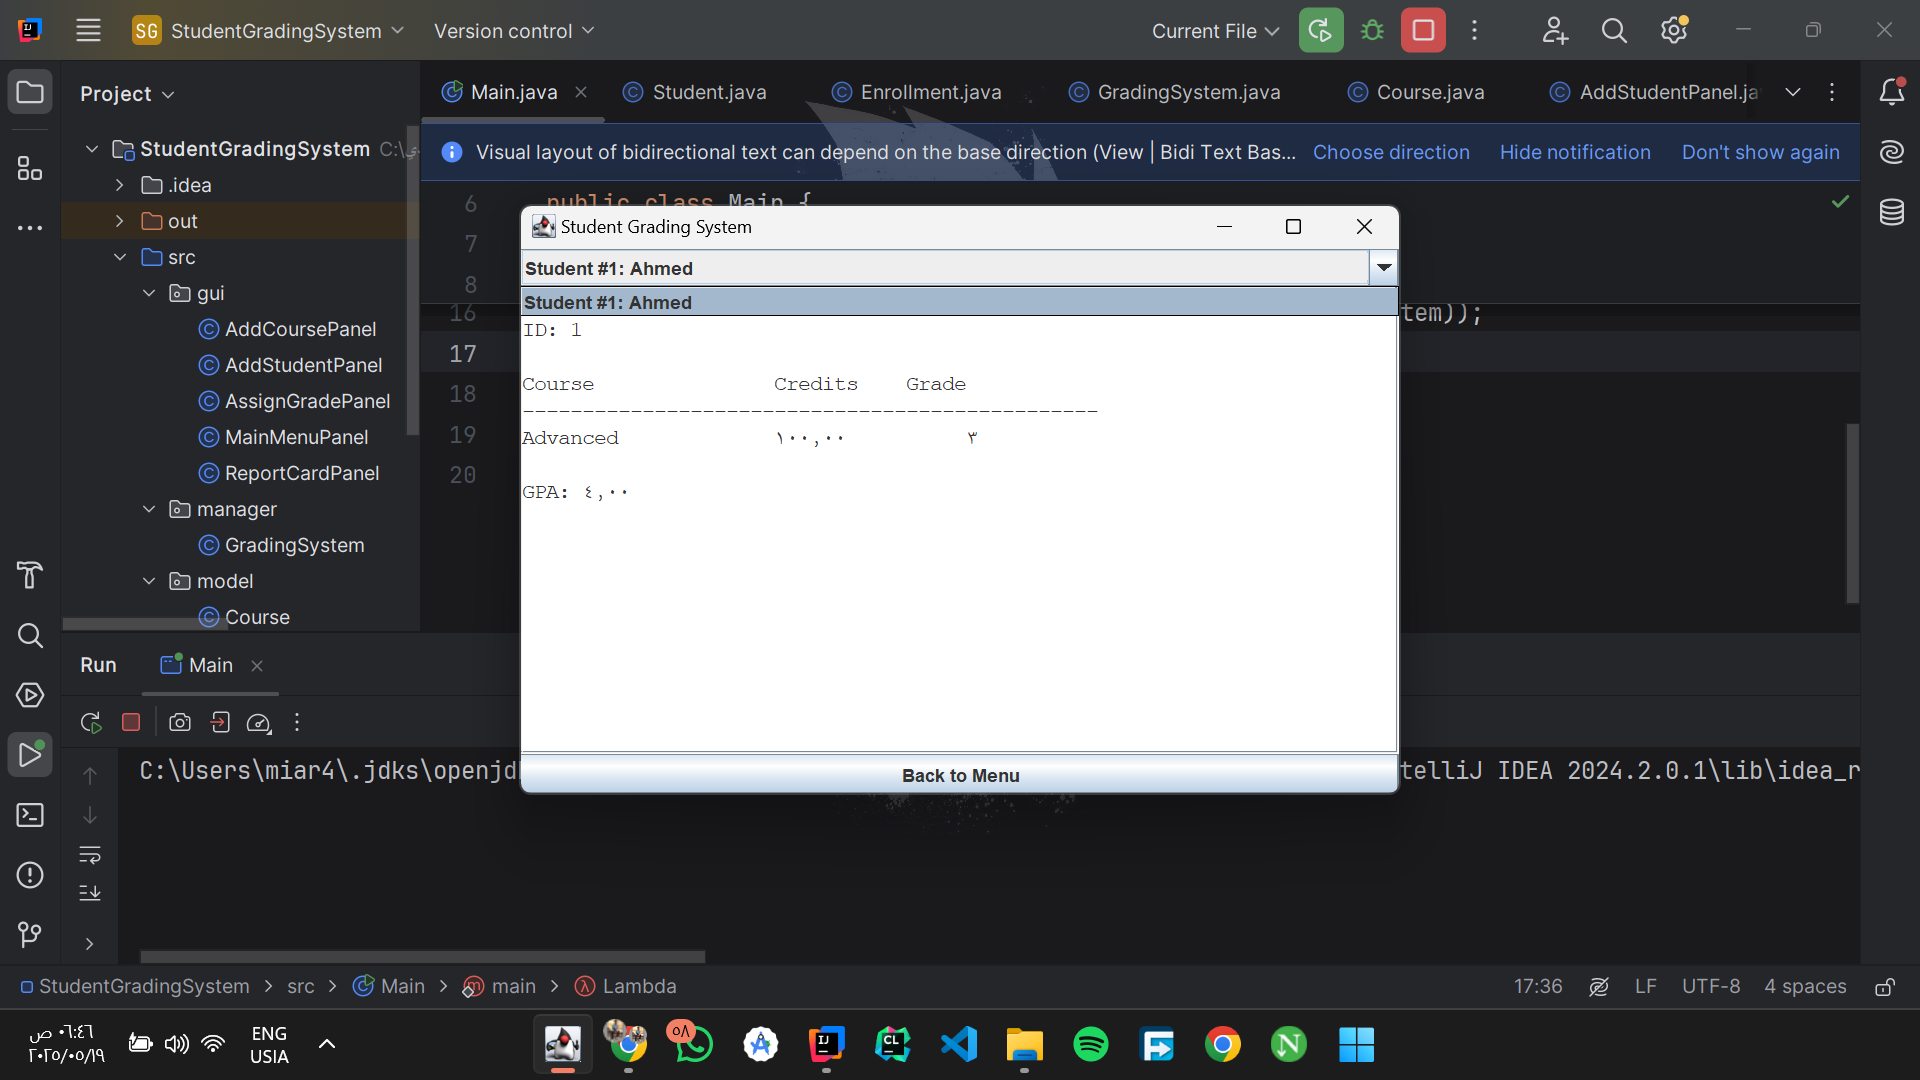 SG StudentGradingSystem Version control Current File
Project
Main.java Student.java Enrollment.java GradingSystem.java Course.java AddStudentPanel.ja
Visual layout of bidirectional text can depend on the base direction (View | Bidi Text Bas... Choose direction Hide notification Don't show again
StudentGradingSystem C:\
.idea
out
src
gui
AddCoursePanel
AddStudentPanel
AssignGradePanel
MainMenuPanel
ReportCardPanel
manager
GradingSystem
model
Course
6 public class Main {
7
8
16 tem));
17
18
19
20
Student Grading System
Student #1: Ahmed
Student #1: Ahmed
ID: 1
Course Credits Grade
------------------------------------------------
Advanced ١٠٠,٠٠ ٣
GPA: ٤,٠٠
Back to Menu
Run Main
C:\Users\miar4\.jdks\openjd telliJ IDEA 2024.2.0.1\lib\idea_r
StudentGradingSystem > src > Main > main > Lambda
17:36 LF UTF-8 4 spaces
٠٦:٤٦ ص
٢٠٢٥/٠٥/١٩
ENG
USIA
٥٨